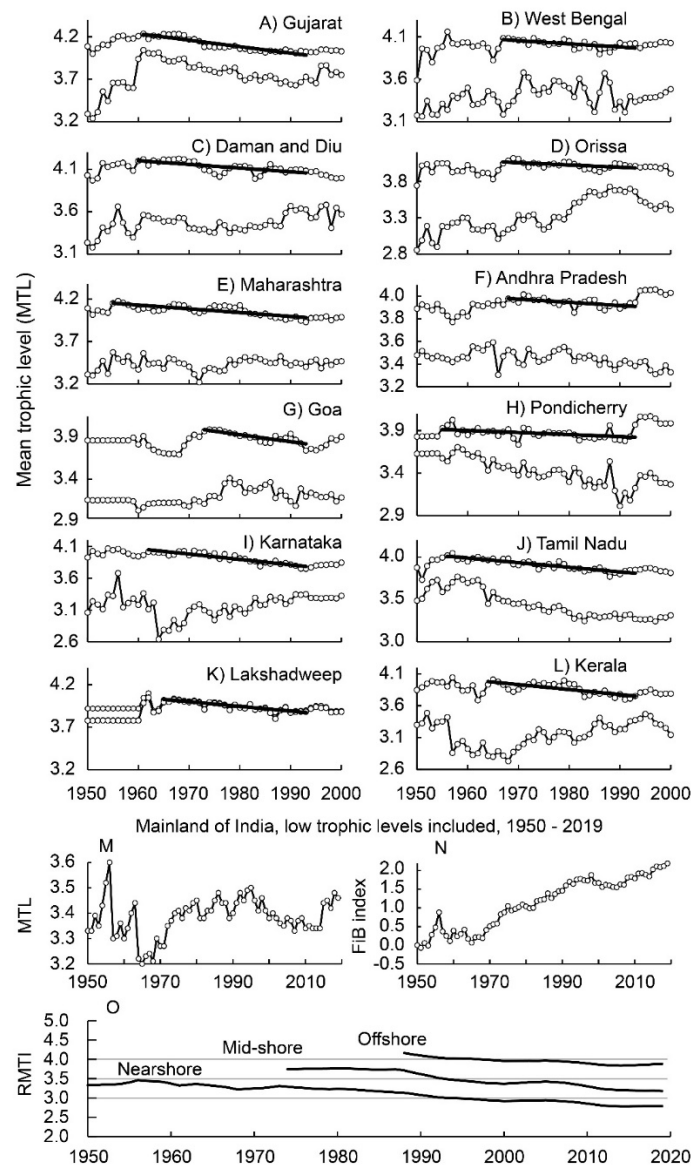 A) Gujarat
4.2
3.7
3.2
B) West Bengal
4.1
3.6
3.1
C) Daman and Diu
4.1
3.6
3.1
D) Orissa
3.8
3.3
2.8
Mean trophic level (MTL)
E) Maharashtra
4.2
3.7
3.2
F) Andhra Pradesh
4.0
3.8
3.6
3.4
3.2
G) Goa
3.9
3.4
2.9
H) Pondicherry
3.9
3.4
2.9
I) Karnataka
4.1
3.6
3.1
2.6
J) Tamil Nadu
4.0
3.5
3.0
K) Lakshadweep
4.2
3.7
3.2
1950 1960 1970 1980 1990 2000
L) Kerala
4.1
3.6
3.1
2.6
1950 1960 1970 1980 1990 2000
Mainland of India, low trophic levels included, 1950 - 2019
M
MTL
3.6
3.5
3.4
3.3
3.2
1950 1970 1990 2010
N
FiB index
2.0
1.5
1.0
0.5
0.0
-0.5
1950 1970 1990 2010
O
RMTI
5.0
4.5
4.0
3.5
3.0
2.5
2.0
Offshore
Mid-shore
Nearshore
1950 1960 1970 1980 1990 2000 2010 2020